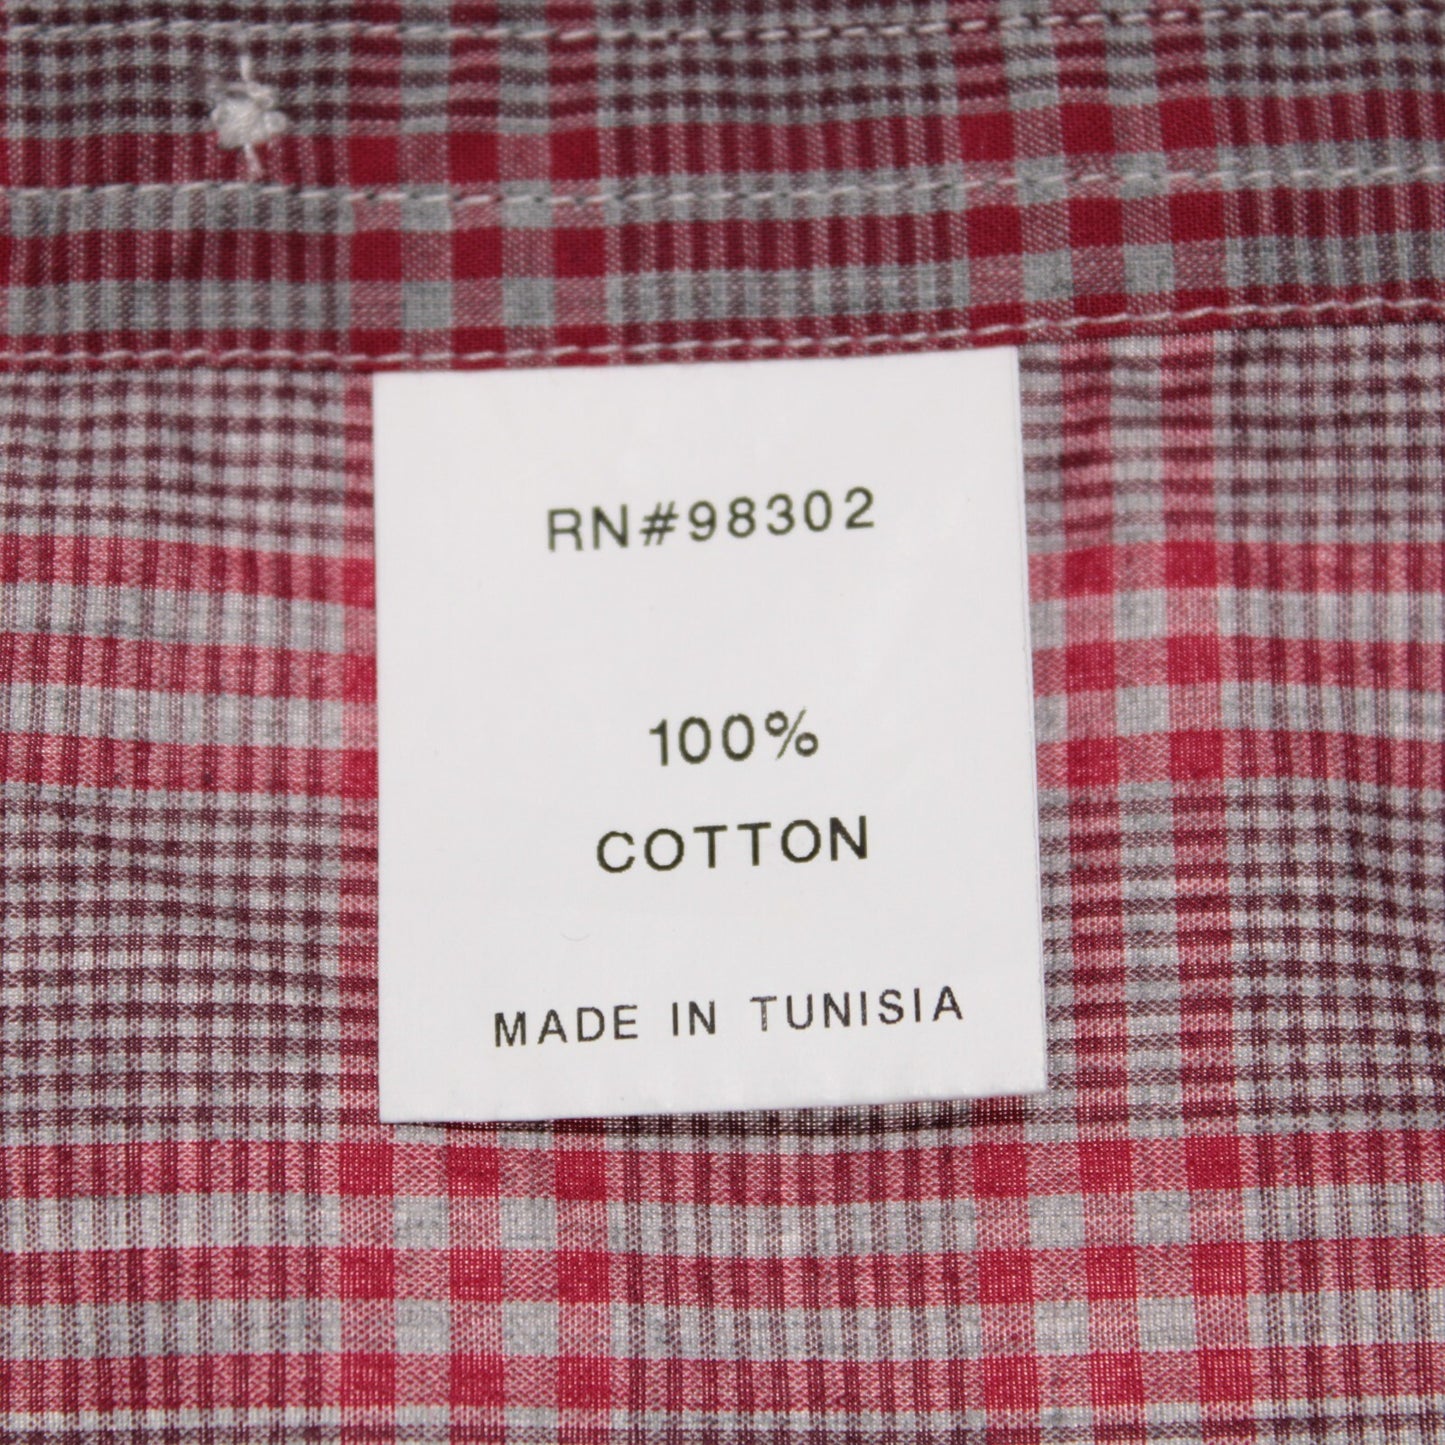 RN#98302
100%
COTTON
MADE IN TUNISIA